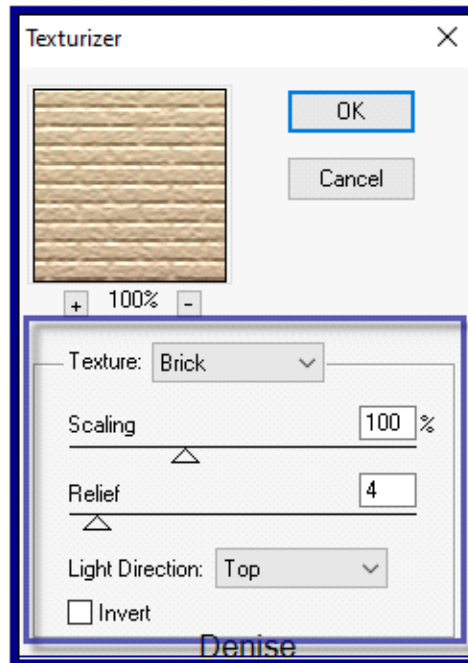 Texturizer
OK
Cancel
+ 100% -
Texture: Brick
Scaling 100 %
Relief 4
Light Direction: Top
Invert
Denise